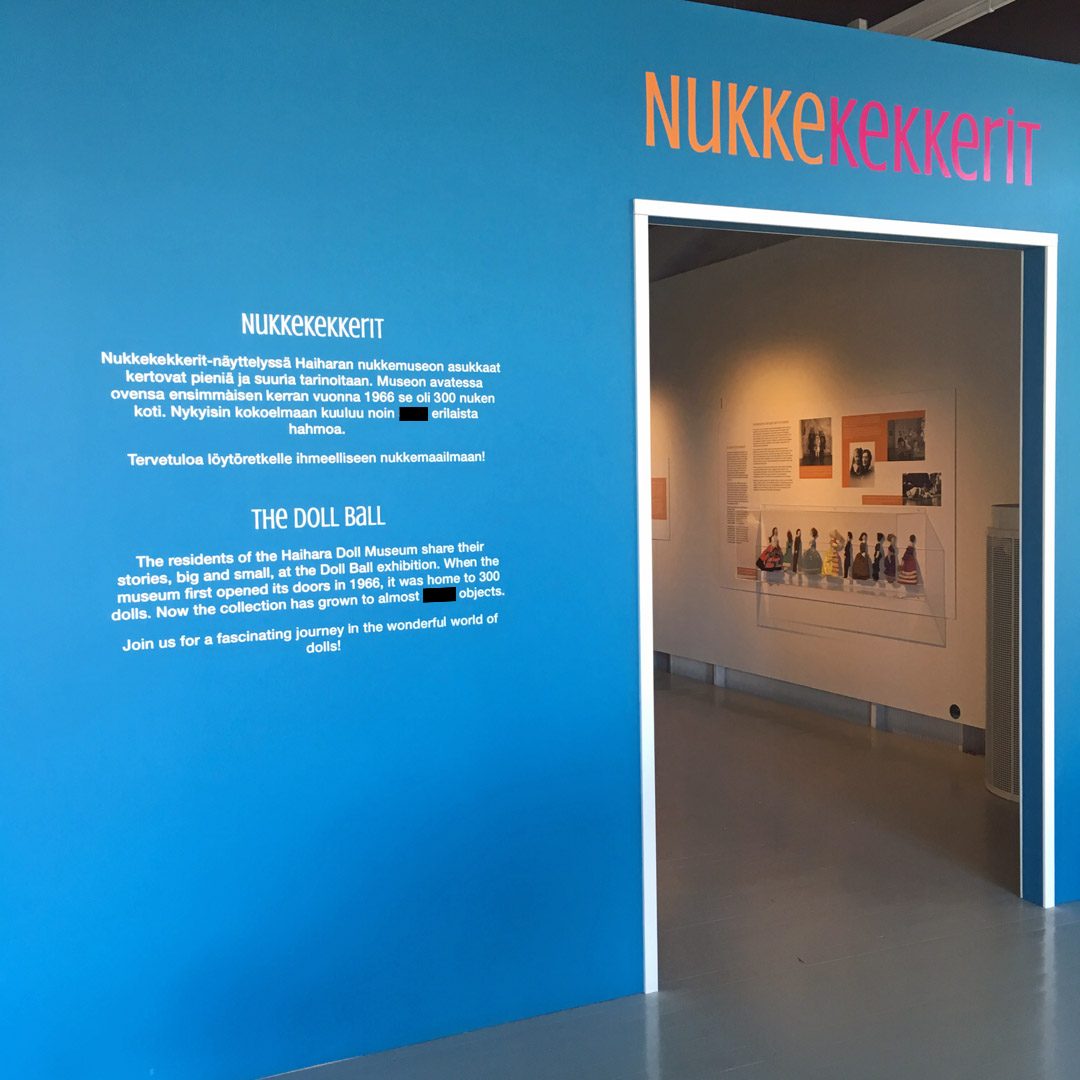 Nukkekekkerit
Nukkekekkerit
Nukkekekkerit-näyttelyssä Haiharan nukkemuseon asukkaat
kertovat pieniä ja suuria tarinoitaan. Museon avatessa
ovensa ensimmäisen kerran vuonna 1966 se oli 300 nuken
koti. Nykyisin kokoelmaan kuuluu noin erilaista
hahmoa.
Tervetuloa löytöretkelle ihmeelliseen nukkemaailmaan!
The Doll Ball
The residents of the Haihara Doll Museum share their
stories, big and small, at the Doll Ball exhibition. When the
museum first opened its doors in 1966, it was home to 300
dolls. Now the collection has grown to almost objects.
Join us for a fascinating journey in the wonderful world of
dolls!